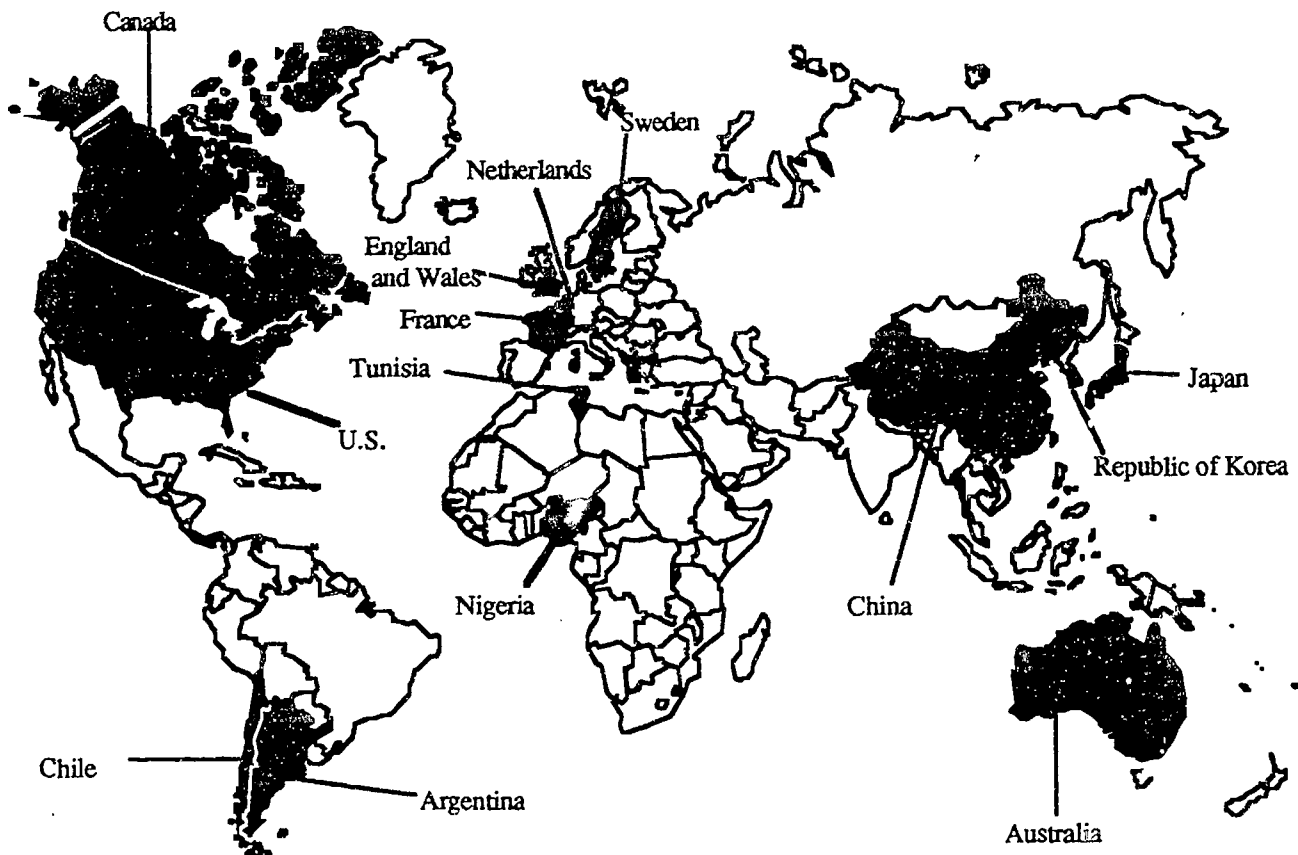 Canada
Sweden
Netherlands
England
and Wales
France
Tunisia
Japan
U.S.
Republic of Korea
Nigeria
China
Chile
Argentina
Australia